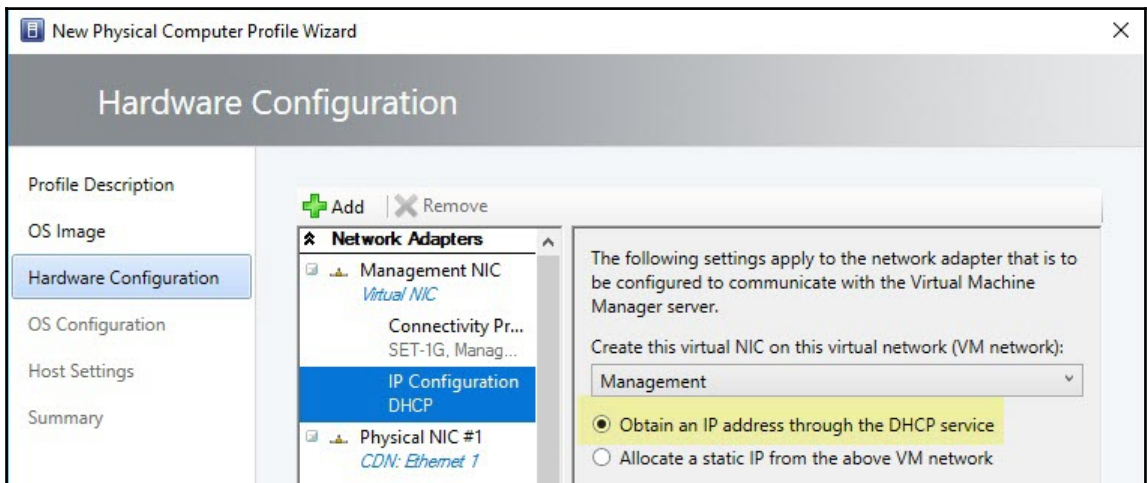 New Physical Computer Profile Wizard
Hardware Configuration
Profile Description
OS Image
Hardware Configuration
OS Configuration
Host Settings
Summary
Add Remove
Network Adapters
Management NIC
Virtual NIC
Connectivity Pr...
SET-1G, Manag...
IP Configuration
DHCP
Physical NIC #1
CDN: Ethernet 1
The following settings apply to the network adapter that is to
be configured to communicate with the Virtual Machine
Manager server.
Create this virtual NIC on this virtual network (VM network):
Management
Obtain an IP address through the DHCP service
Allocate a static IP from the above VM network